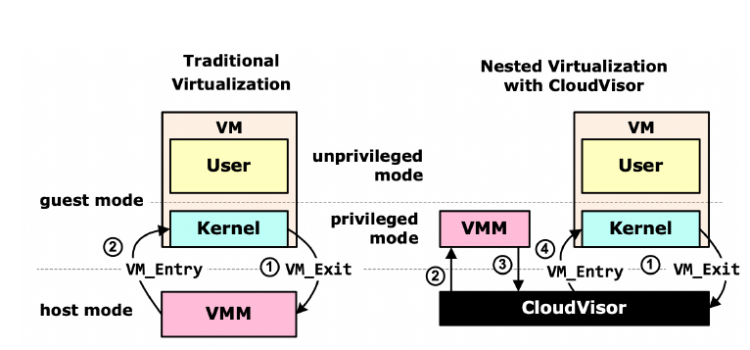 Traditional
Virtualization
Nested Virtualization
with CloudVisor
VM
User
unprivileged
mode
VM
User
guest mode
Kernel
privileged
mode
VMM
Kernel
②
VM_Entry
① VM_Exit
②
③
④
VM_Entry
① VM_Exit
host mode
VMM
CloudVisor